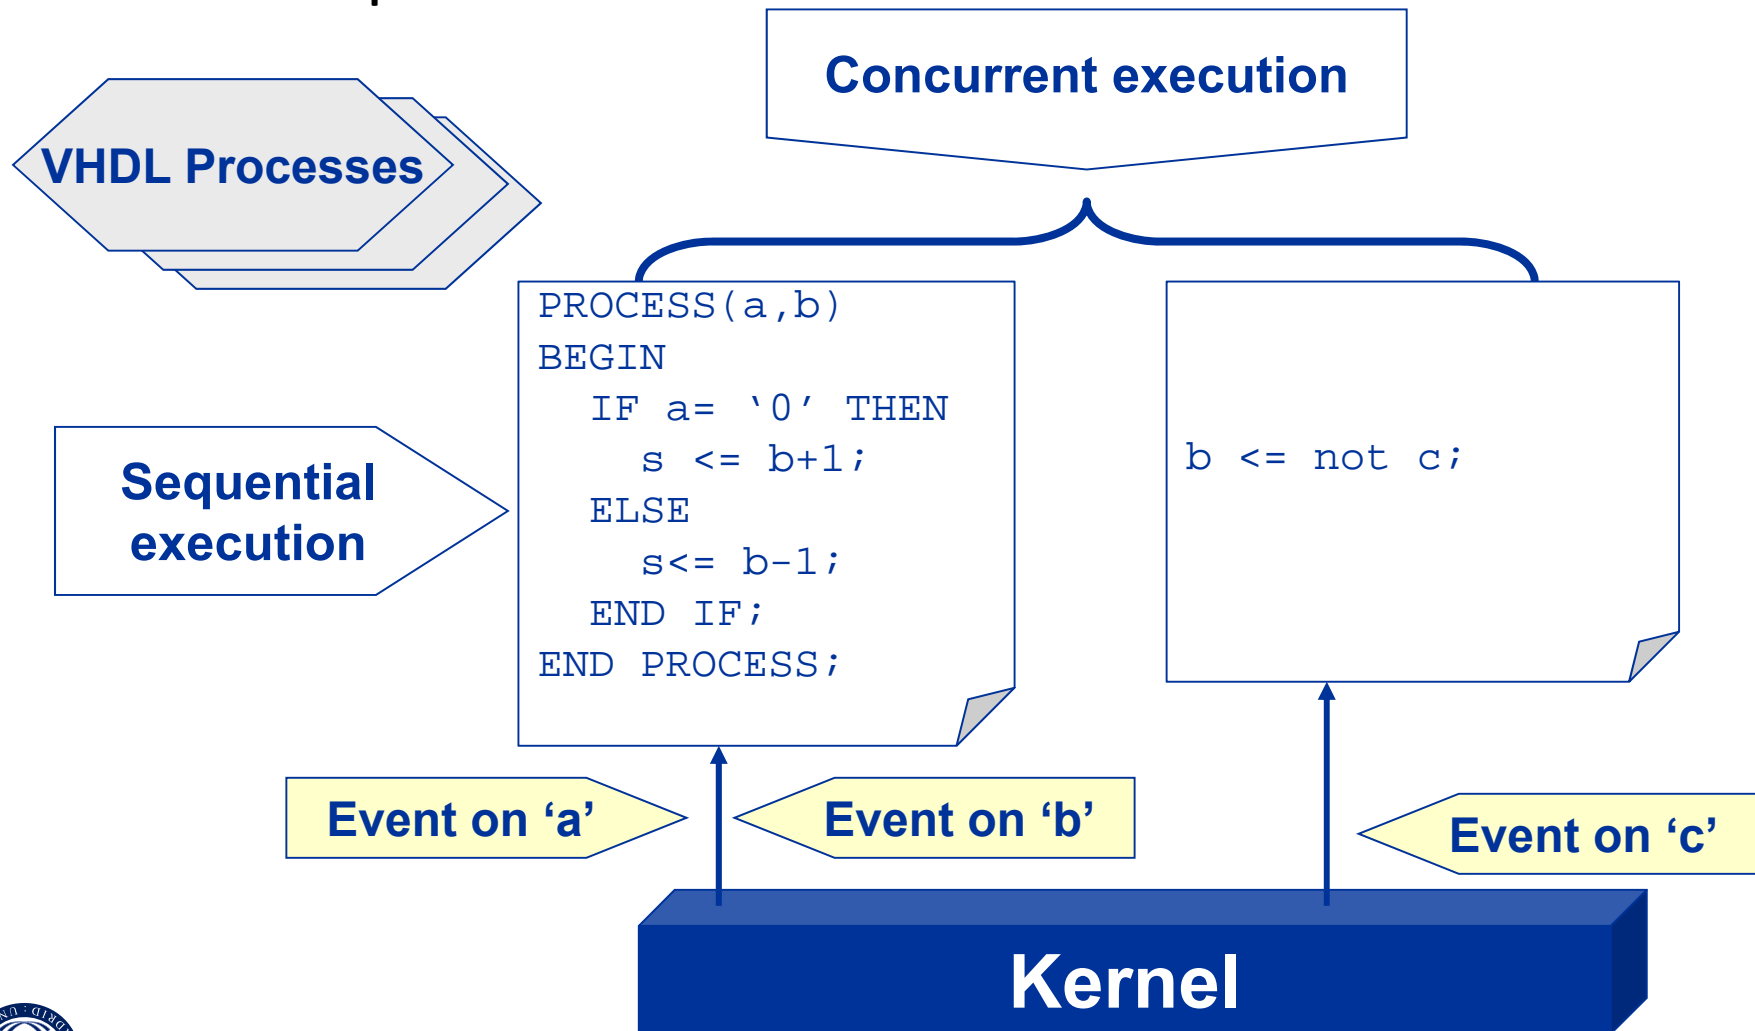 Concurrent execution
VHDL Processes
PROCESS(a,b)
BEGIN
IF a= ‘0’ THEN
s <= b+1;
ELSE
s<= b-1;
END IF;
END PROCESS;
b <= not c;
Sequential
execution
Event on ‘a’
Event on ‘b’
Event on ‘c’
Kernel